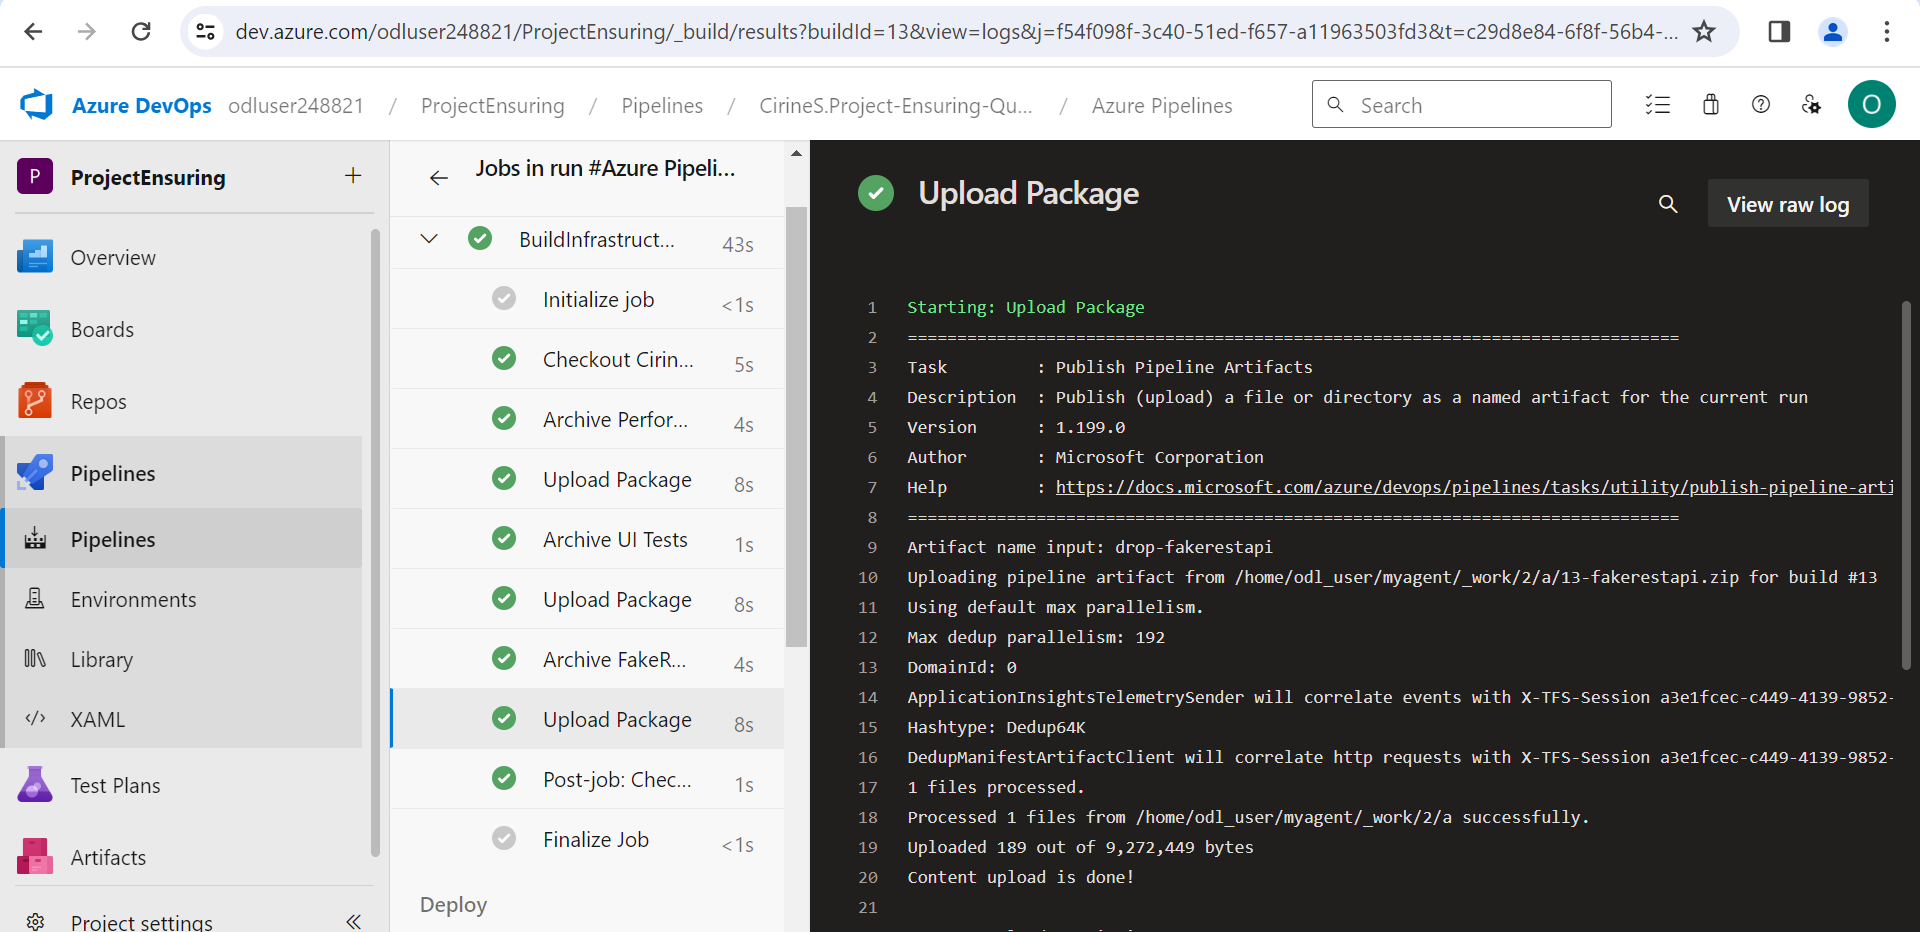 dev.azure.com/odluser248821/ProjectEnsuring/_build/results?buildId=13&view=logs&j=f54f098f-3c40-51ed-f657-a11963503fd3&t=c29d8e84-6f8f-56b4-...
Azure DevOps odluser248821 / ProjectEnsuring / Pipelines / CirineS.Project-Ensuring-Qu... / Azure Pipelines
Search
O
P ProjectEnsuring +
Overview
Boards
Repos
Pipelines
Pipelines
Environments
Library
XAML
Test Plans
Artifacts
Project settings
Jobs in run #Azure Pipeli...
BuildInfrastruct... 43s
Initialize job <1s
Checkout Cirin... 5s
Archive Perfor... 4s
Upload Package 8s
Archive UI Tests 1s
Upload Package 8s
Archive FakeR... 4s
Upload Package 8s
Post-job: Chec... 1s
Finalize Job <1s
Deploy
Upload Package
View raw log
1 Starting: Upload Package
2 ==============================================================================
3 Task : Publish Pipeline Artifacts
4 Description : Publish (upload) a file or directory as a named artifact for the current run
5 Version : 1.199.0
6 Author : Microsoft Corporation
7 Help : https://docs.microsoft.com/azure/devops/pipelines/tasks/utility/publish-pipeline-arti
8 ==============================================================================
9 Artifact name input: drop-fakerestapi
10 Uploading pipeline artifact from /home/odl_user/myagent/_work/2/a/13-fakerestapi.zip for build #13
11 Using default max parallelism.
12 Max dedup parallelism: 192
13 DomainId: 0
14 ApplicationInsightsTelemetrySender will correlate events with X-TFS-Session a3e1fcec-c449-4139-9852-
15 Hashtype: Dedup64K
16 DedupManifestArtifactClient will correlate http requests with X-TFS-Session a3e1fcec-c449-4139-9852-
17 1 files processed.
18 Processed 1 files from /home/odl_user/myagent/_work/2/a successfully.
19 Uploaded 189 out of 9,272,449 bytes
20 Content upload is done!
21